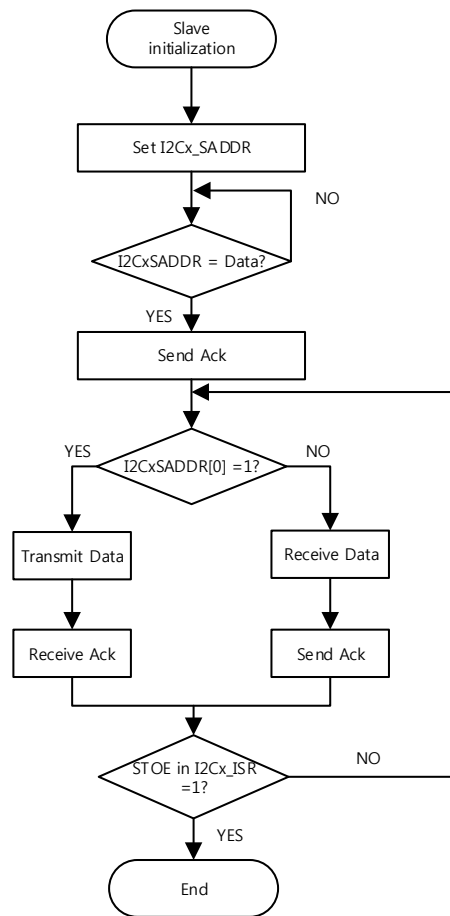 Slave
initialization
Set I2Cx_SADDR
NO
I2CxSADDR = Data?
YES
Send Ack
YES
NO
I2CxSADDR[0] =1?
Transmit Data
Receive Data
Receive Ack
Send Ack
STOE in I2Cx_ISR
=1?
NO
YES
End